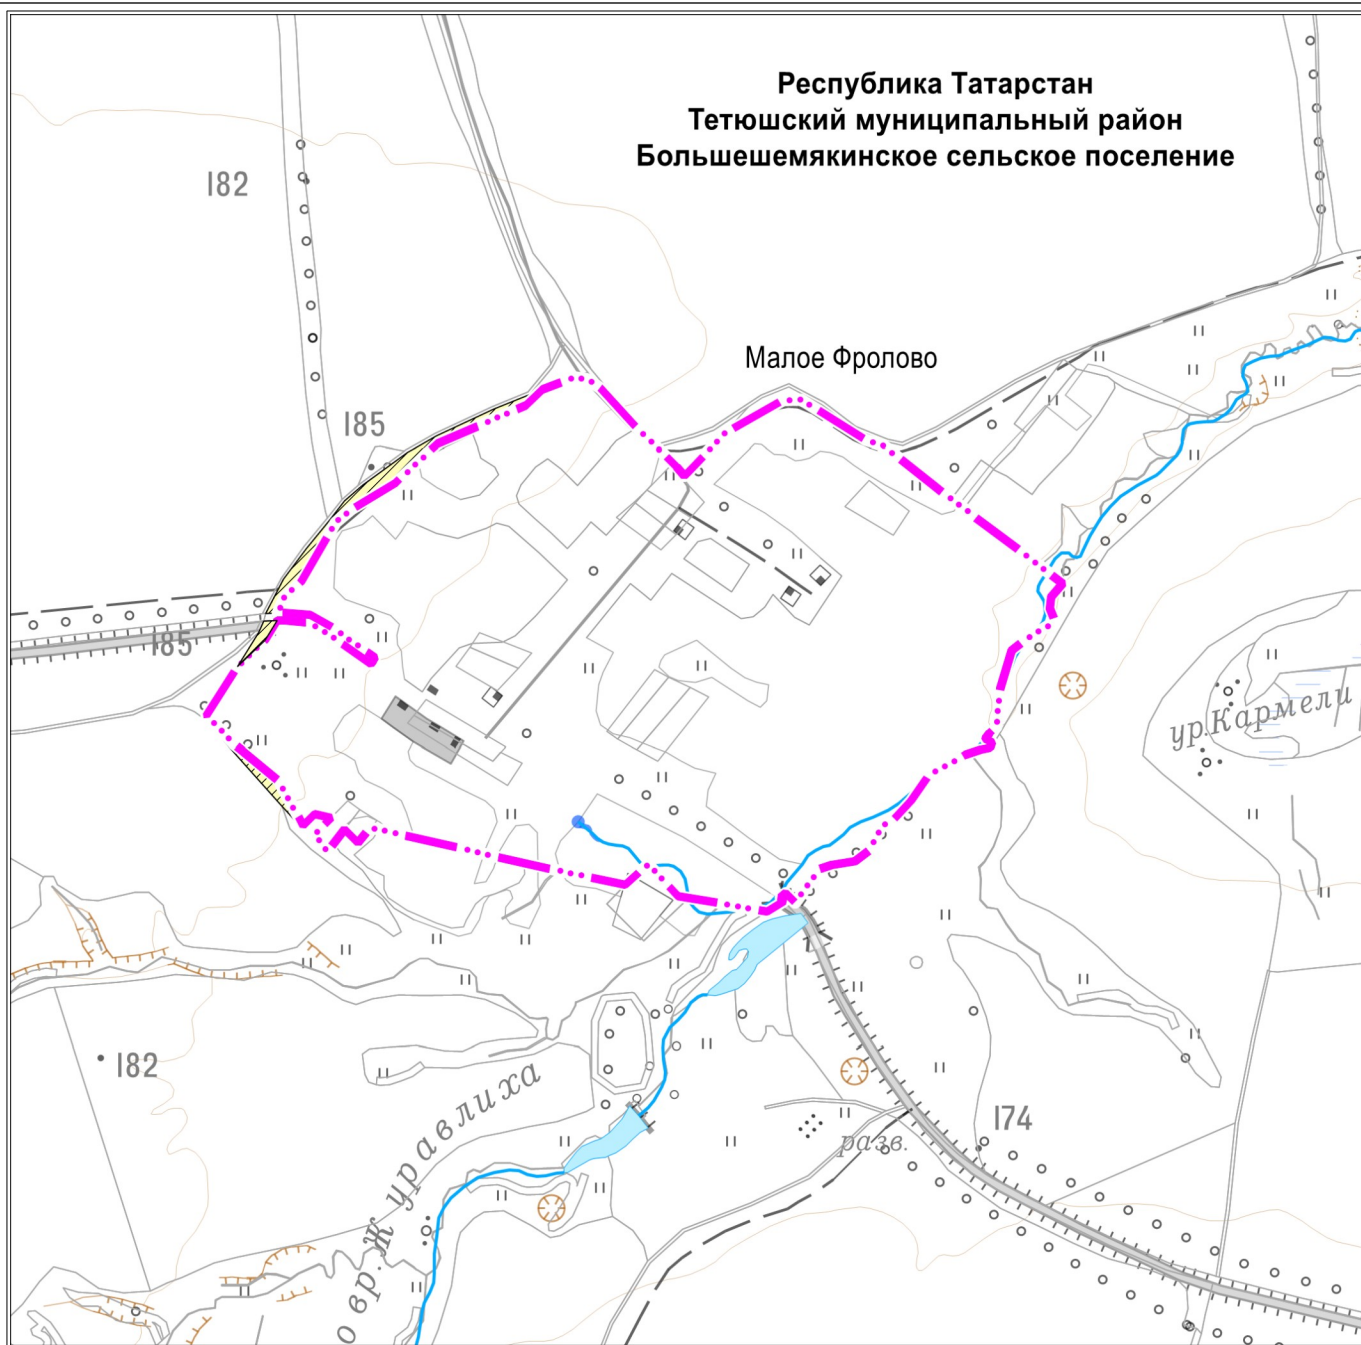 Республика Татарстан
Тетюшский муниципальный район
Большешемякинское сельское поселение
182
Малое Фролово
185
185
ур.Кармели
182
174
разв.
овр. Журавлиха